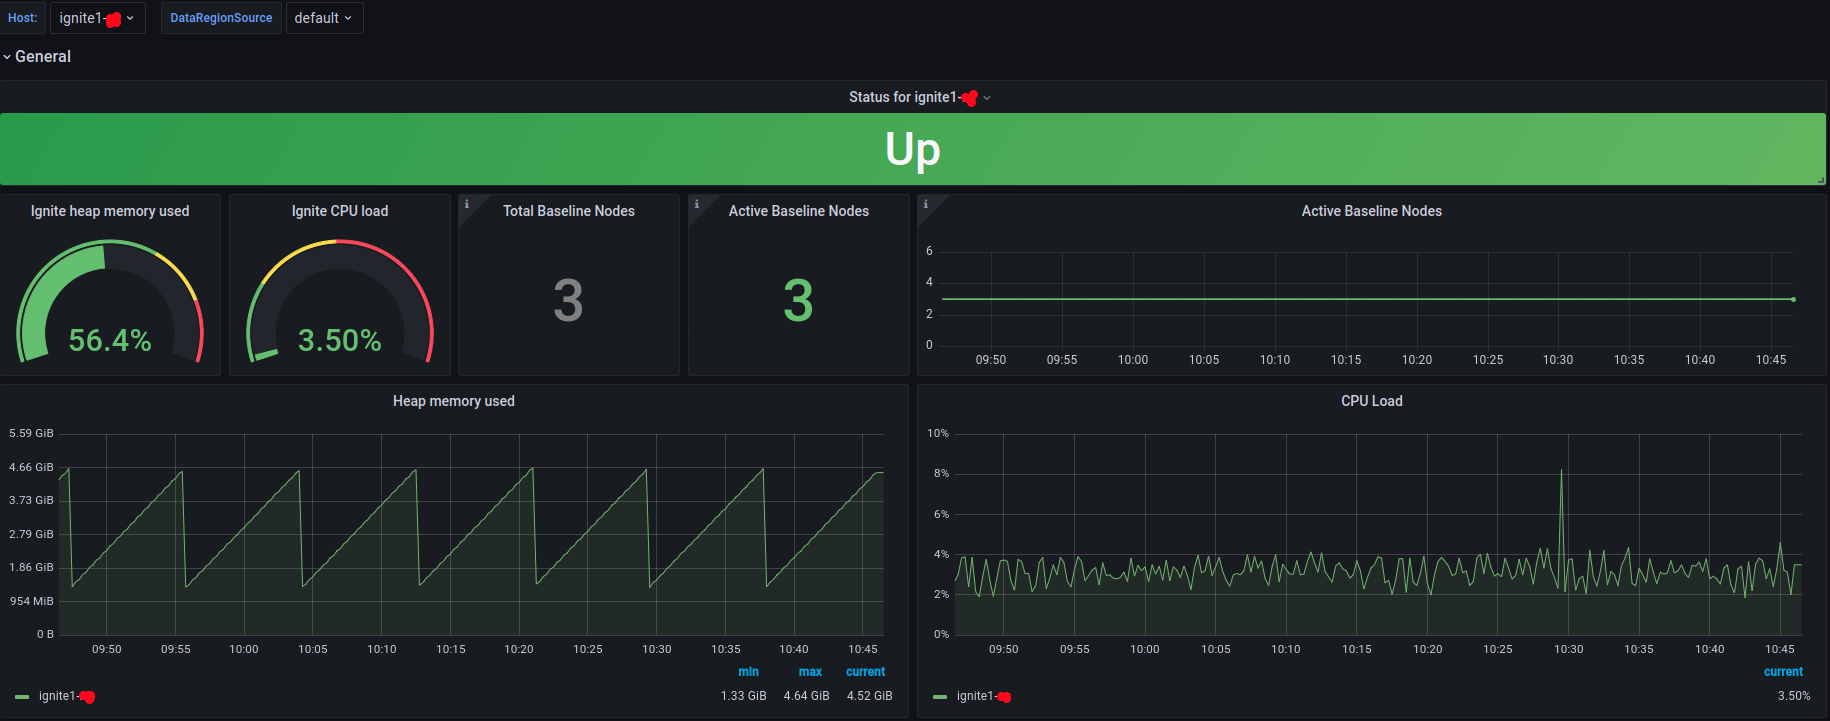 Host: ignite1- DataRegionSource default
General
Status for ignite1-
Up
Ignite heap memory used
56.4%
Ignite CPU load
3.50%
Total Baseline Nodes
3
Active Baseline Nodes
3
Active Baseline Nodes
6
4
2
0
09:50 09:55 10:00 10:05 10:10 10:15 10:20 10:25 10:30 10:35 10:40 10:45
Heap memory used
5.59 GiB
4.66 GiB
3.73 GiB
2.79 GiB
1.86 GiB
954 MiB
0 B
09:50 09:55 10:00 10:05 10:10 10:15 10:20 10:25 10:30 10:35 10:40 10:45
min max current
ignite1- 1.33 GiB 4.64 GiB 4.52 GiB
CPU Load
10%
8%
6%
4%
2%
0%
09:50 09:55 10:00 10:05 10:10 10:15 10:20 10:25 10:30 10:35 10:40 10:45
current
ignite1- 3.50%